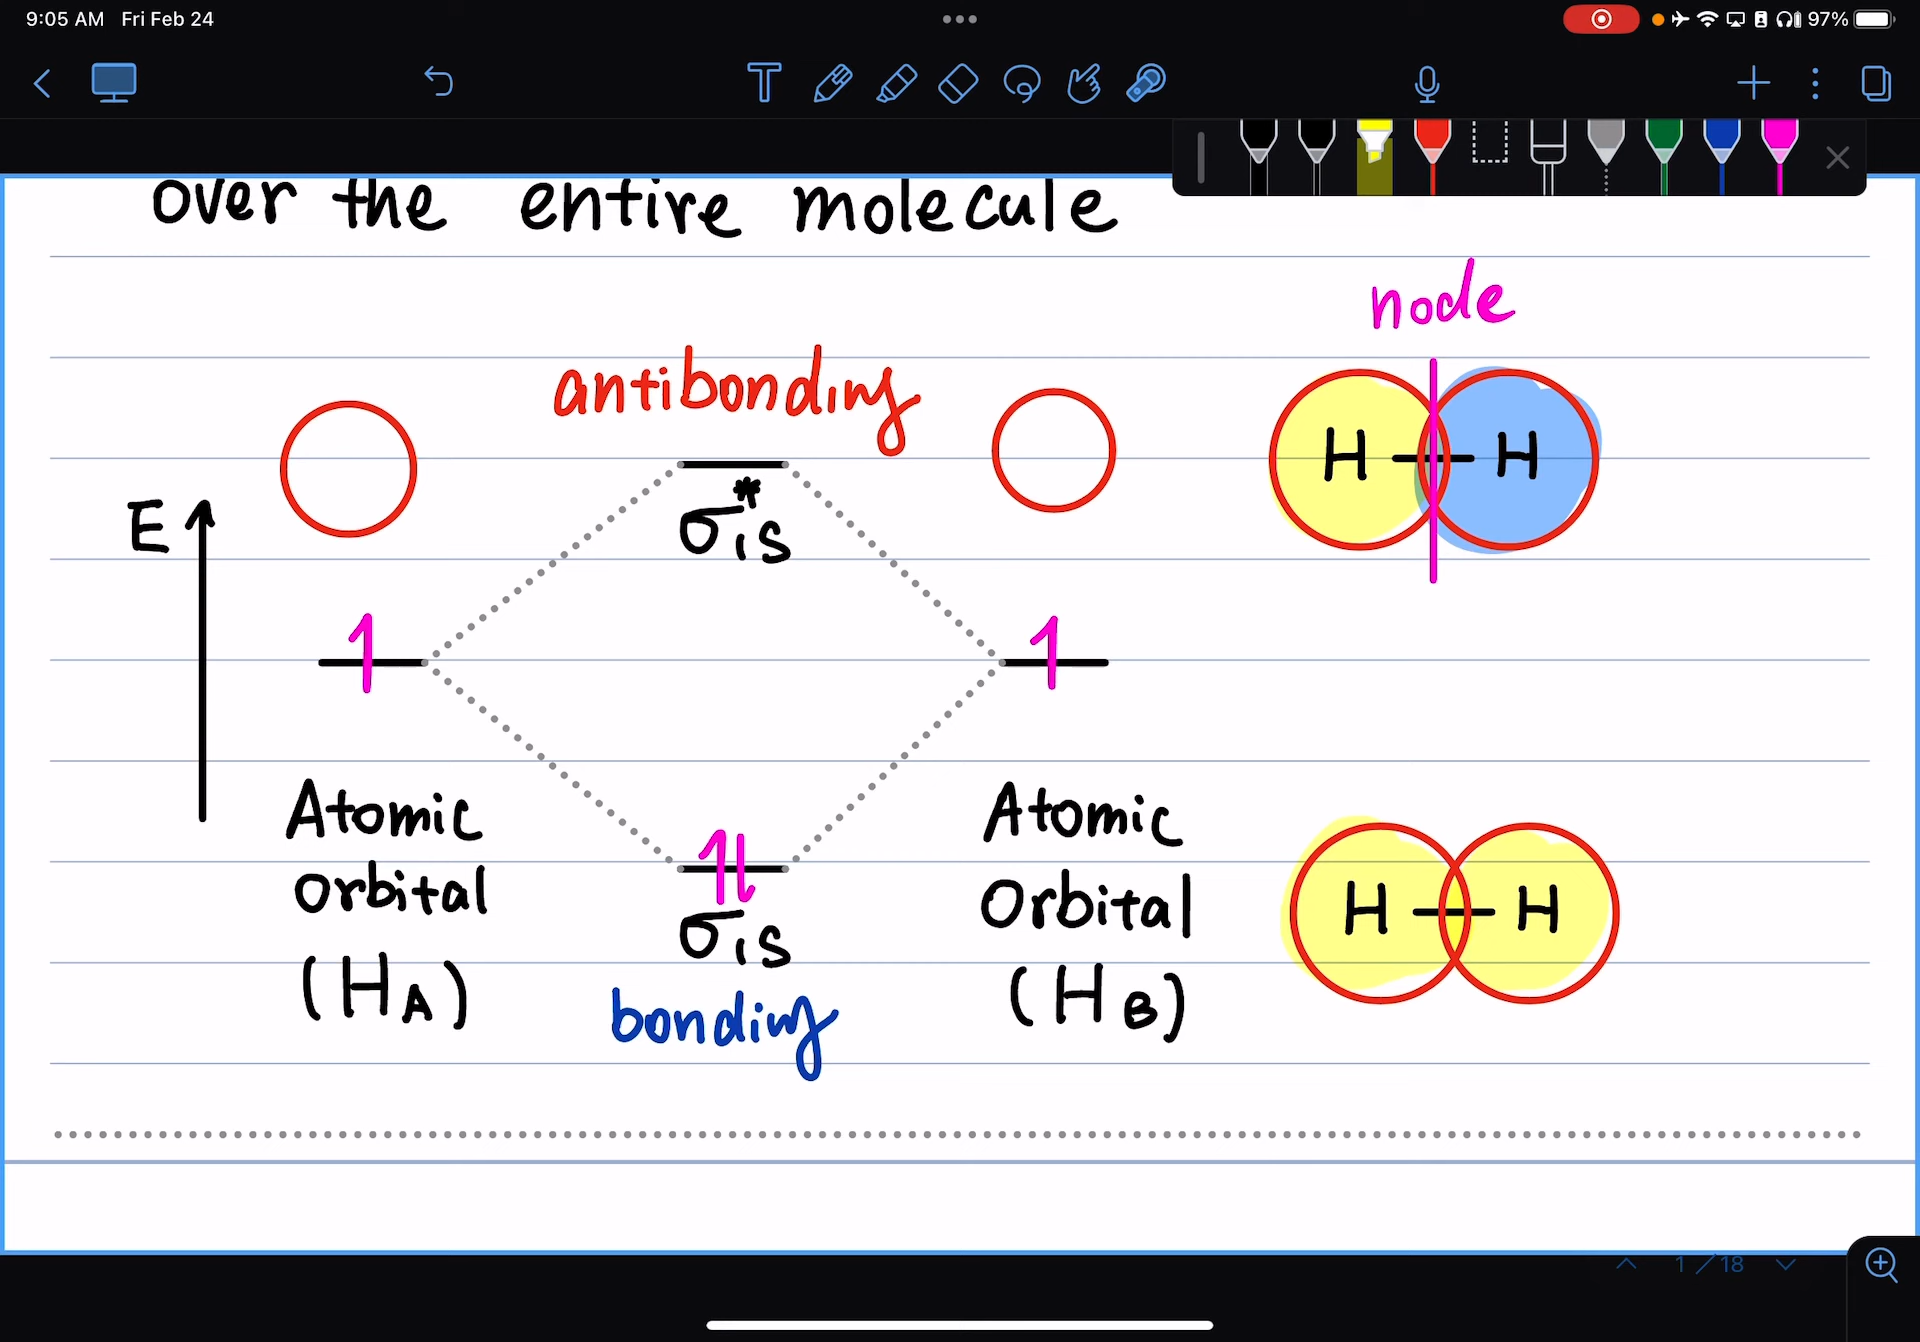 9:05 AM Fri Feb 24
97%
over the entire molecule
node
antibonding
H H
E
σ*1s
Atomic Atomic
Orbital Orbital
H H
σ1s
(HA) (HB)
bonding
1 / 18